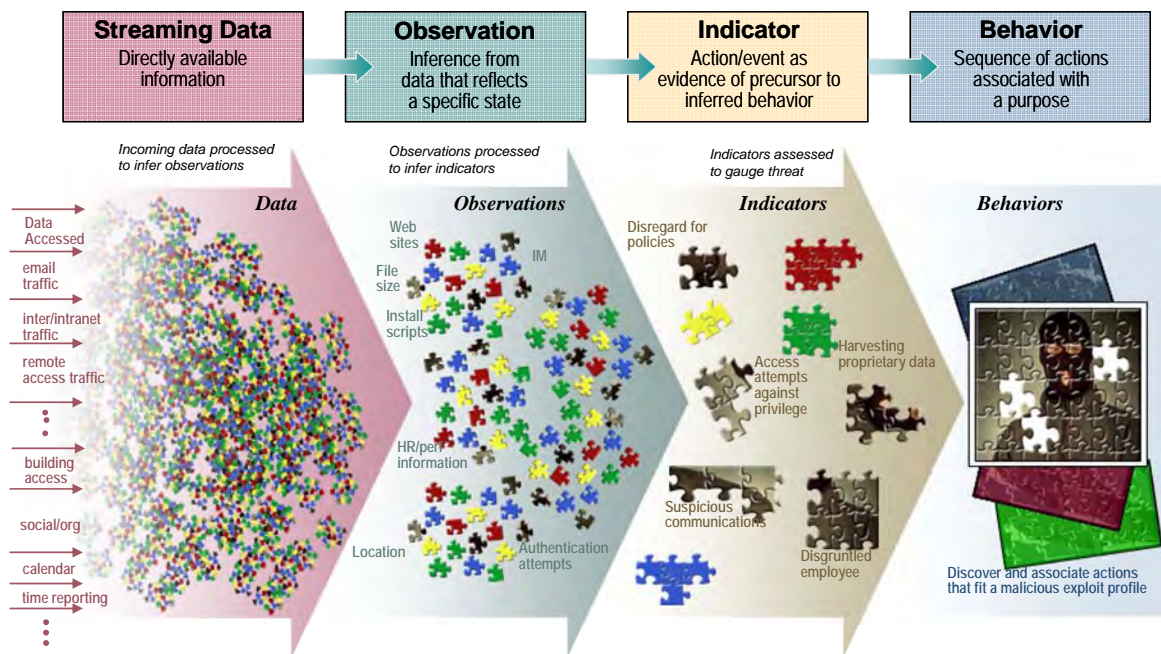 Streaming Data
Directly available
information
Observation
Inference from
data that reflects
a specific state
Indicator
Action/event as
evidence of precursor to
inferred behavior
Behavior
Sequence of actions
associated with
a purpose
Incoming data processed
to infer observations
Observations processed
to infer indicators
Indicators assessed
to gauge threat
Data
Observations
Indicators
Behaviors
Data
Accessed
email
traffic
inter/intranet
traffic
remote
access traffic
building
access
social/org
calendar
time reporting
Web
sites
IM
File
size
Install
scripts
HR/perf
information
Location
Authentication
attempts
Disregard for
policies
Harvesting
proprietary data
Access
attempts
against
privilege
Suspicious
communications
Disgruntled
employee
Discover and associate actions
that fit a malicious exploit profile